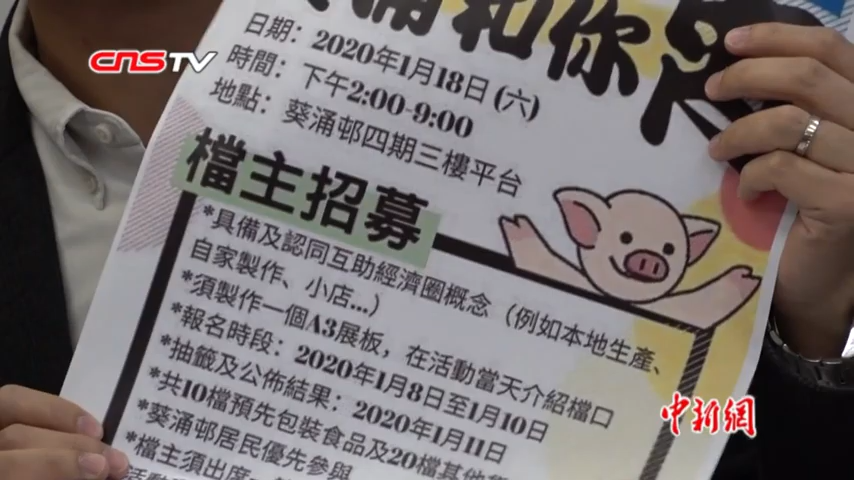 CNSTV
和你
日期：2020年1月18日 (六)
時間：下午2:00-9:00
地點：葵涌邨四期三樓平台
檔主招募
*具備及認同互助經濟圈概念（例如本地生產、
自家製作、小店...）
*須製作一個A3展板，在活動當天介紹檔口
*報名時段：2020年1月8日至1月10日
*抽籤及公佈結果：2020年1月11日
*共10檔預先包裝食品及20檔其他
*葵涌邨居民優先參與
*檔主須出席
中新網